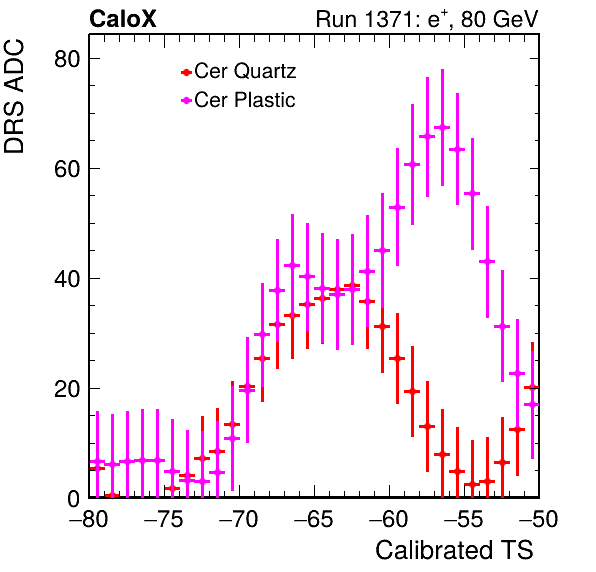 CaloX
Run 1371: e+, 80 GeV
DRS ADC
Cer Quartz
Cer Plastic
80
60
40
20
0
−80
−75
−70
−65
−60
−55
−50
Calibrated TS